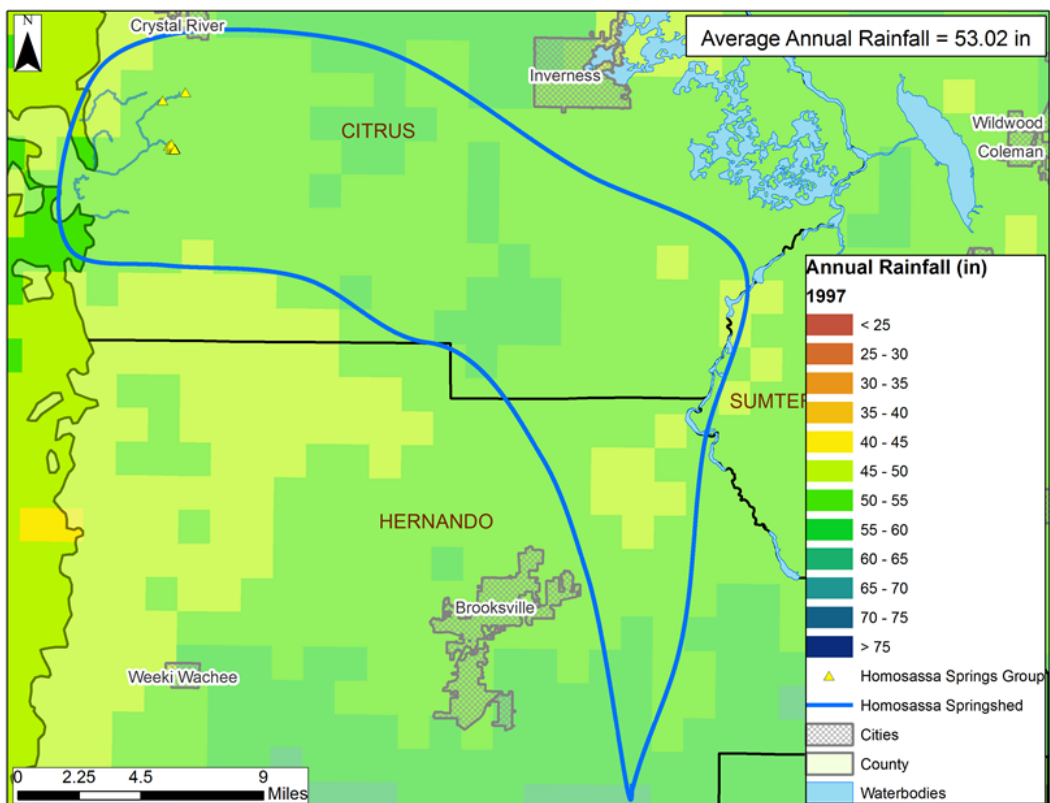 N
Crystal River
Average Annual Rainfall = 53.02 in
Inverness
CITRUS
Wildwood
Coleman
Annual Rainfall (in)
1997
< 25
25 - 30
30 - 35
35 - 40
40 - 45
45 - 50
50 - 55
55 - 60
60 - 65
65 - 70
70 - 75
> 75
Homosassa Springs Group
Homosassa Springshed
Cities
County
Waterbodies
SUMTER
HERNANDO
Brooksville
Weeki Wachee
0 2.25 4.5 9
Miles